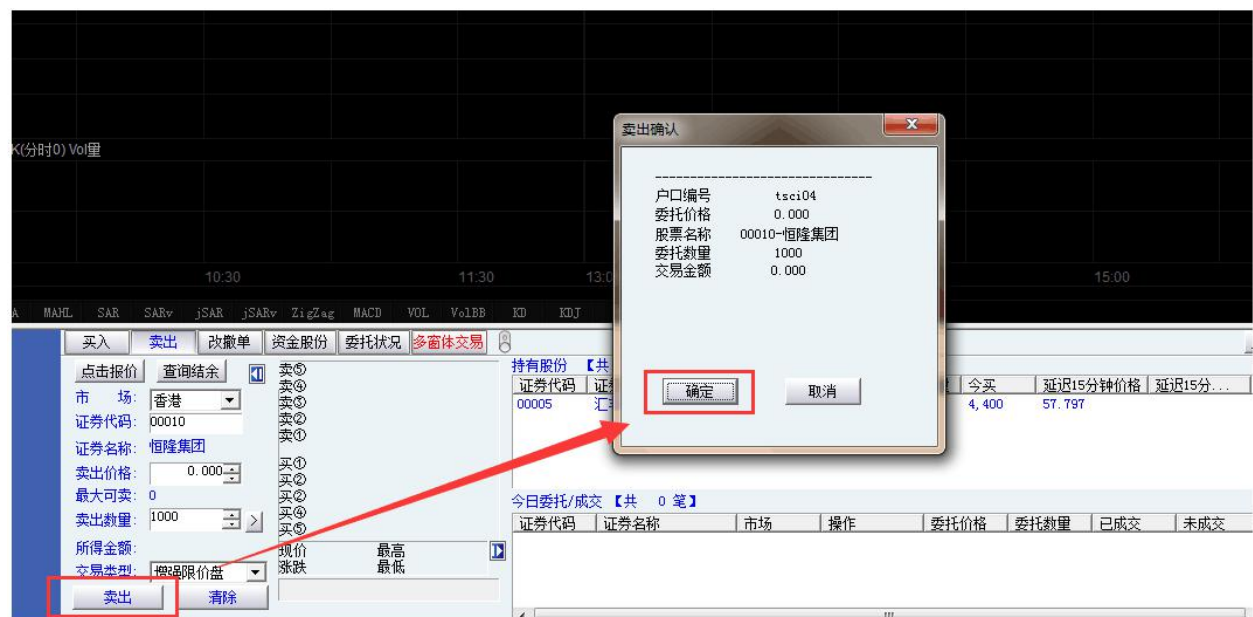 K(分时0) Vol量
10:30
11:30
13:0
15:00
A MAHL SAR SARv jSAR jSARv ZigZag MACD VOL VolBB KD KDJ
卖出确认
--------------------------------
户口编号 tsci04
委托价格 0.000
股票名称 00010-恒隆集团
委托数量 1000
交易金额 0.000
确定 取消
买入 卖出 改撤单 资金股份 委托状况 多窗体交易
点击报价 查询结余
市 场: 香港
证券代码: 00010
证券名称: 恒隆集团
卖出价格: 0.000
最大可卖: 0
卖出数量: 1000 >
所得金额:
交易类型: 增强限价盘
卖出 清除
卖⑤
卖④
卖③
卖②
卖①
买①
买②
买②
买④
买⑤
现价 最高
涨跌 最低
持有股份 【共
证券代码 证 今买 延迟15分钟价格 延迟15分...
00005 汇 4,400 57.797
今日委托/成交 【共 0 笔】
证券代码 证券名称 市场 操作 委托价格 委托数量 已成交 未成交